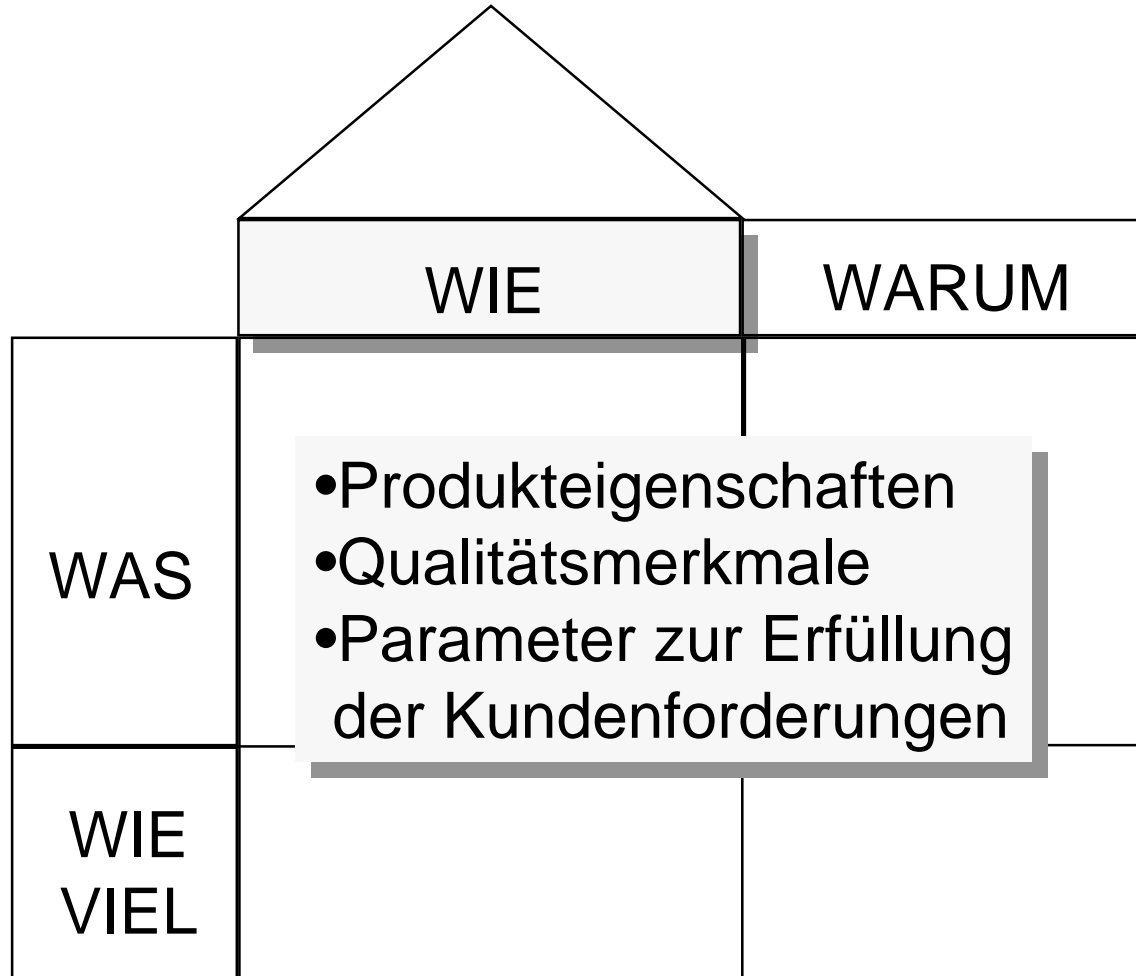 WIE
WARUM
WAS
•Produkteigenschaften
•Qualitätsmerkmale
•Parameter zur Erfüllung
der Kundenforderungen
WIE
VIEL